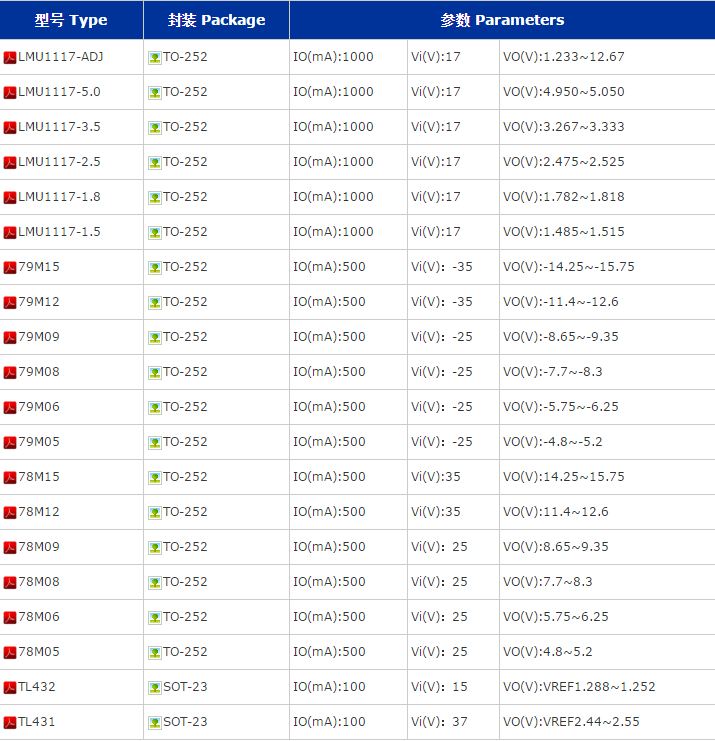 型号 Type 封装 Package 参数 Parameters
LMU1117-ADJ TO-252 IO(mA):1000 Vi(V):17 VO(V):1.233~12.67
LMU1117-5.0 TO-252 IO(mA):1000 Vi(V):17 VO(V):4.950~5.050
LMU1117-3.5 TO-252 IO(mA):1000 Vi(V):17 VO(V):3.267~3.333
LMU1117-2.5 TO-252 IO(mA):1000 Vi(V):17 VO(V):2.475~2.525
LMU1117-1.8 TO-252 IO(mA):1000 Vi(V):17 VO(V):1.782~1.818
LMU1117-1.5 TO-252 IO(mA):1000 Vi(V):17 VO(V):1.485~1.515
79M15 TO-252 IO(mA):500 Vi(V)：-35 VO(V):-14.25~-15.75
79M12 TO-252 IO(mA):500 Vi(V)：-35 VO(V):-11.4~-12.6
79M09 TO-252 IO(mA):500 Vi(V)：-25 VO(V):-8.65~-9.35
79M08 TO-252 IO(mA):500 Vi(V)：-25 VO(V):-7.7~-8.3
79M06 TO-252 IO(mA):500 Vi(V)：-25 VO(V):-5.75~-6.25
79M05 TO-252 IO(mA):500 Vi(V)：-25 VO(V):-4.8~-5.2
78M15 TO-252 IO(mA):500 Vi(V):35 VO(V):14.25~15.75
78M12 TO-252 IO(mA):500 Vi(V):35 VO(V):11.4~12.6
78M09 TO-252 IO(mA):500 Vi(V)：25 VO(V):8.65~9.35
78M08 TO-252 IO(mA):500 Vi(V)：25 VO(V):7.7~8.3
78M06 TO-252 IO(mA):500 Vi(V)：25 VO(V):5.75~6.25
78M05 TO-252 IO(mA):500 Vi(V)：25 VO(V):4.8~5.2
TL432 SOT-23 IO(mA):100 Vi(V)：15 VO(V):VREF1.288~1.252
TL431 SOT-23 IO(mA):100 Vi(V)：37 VO(V):VREF2.44~2.55